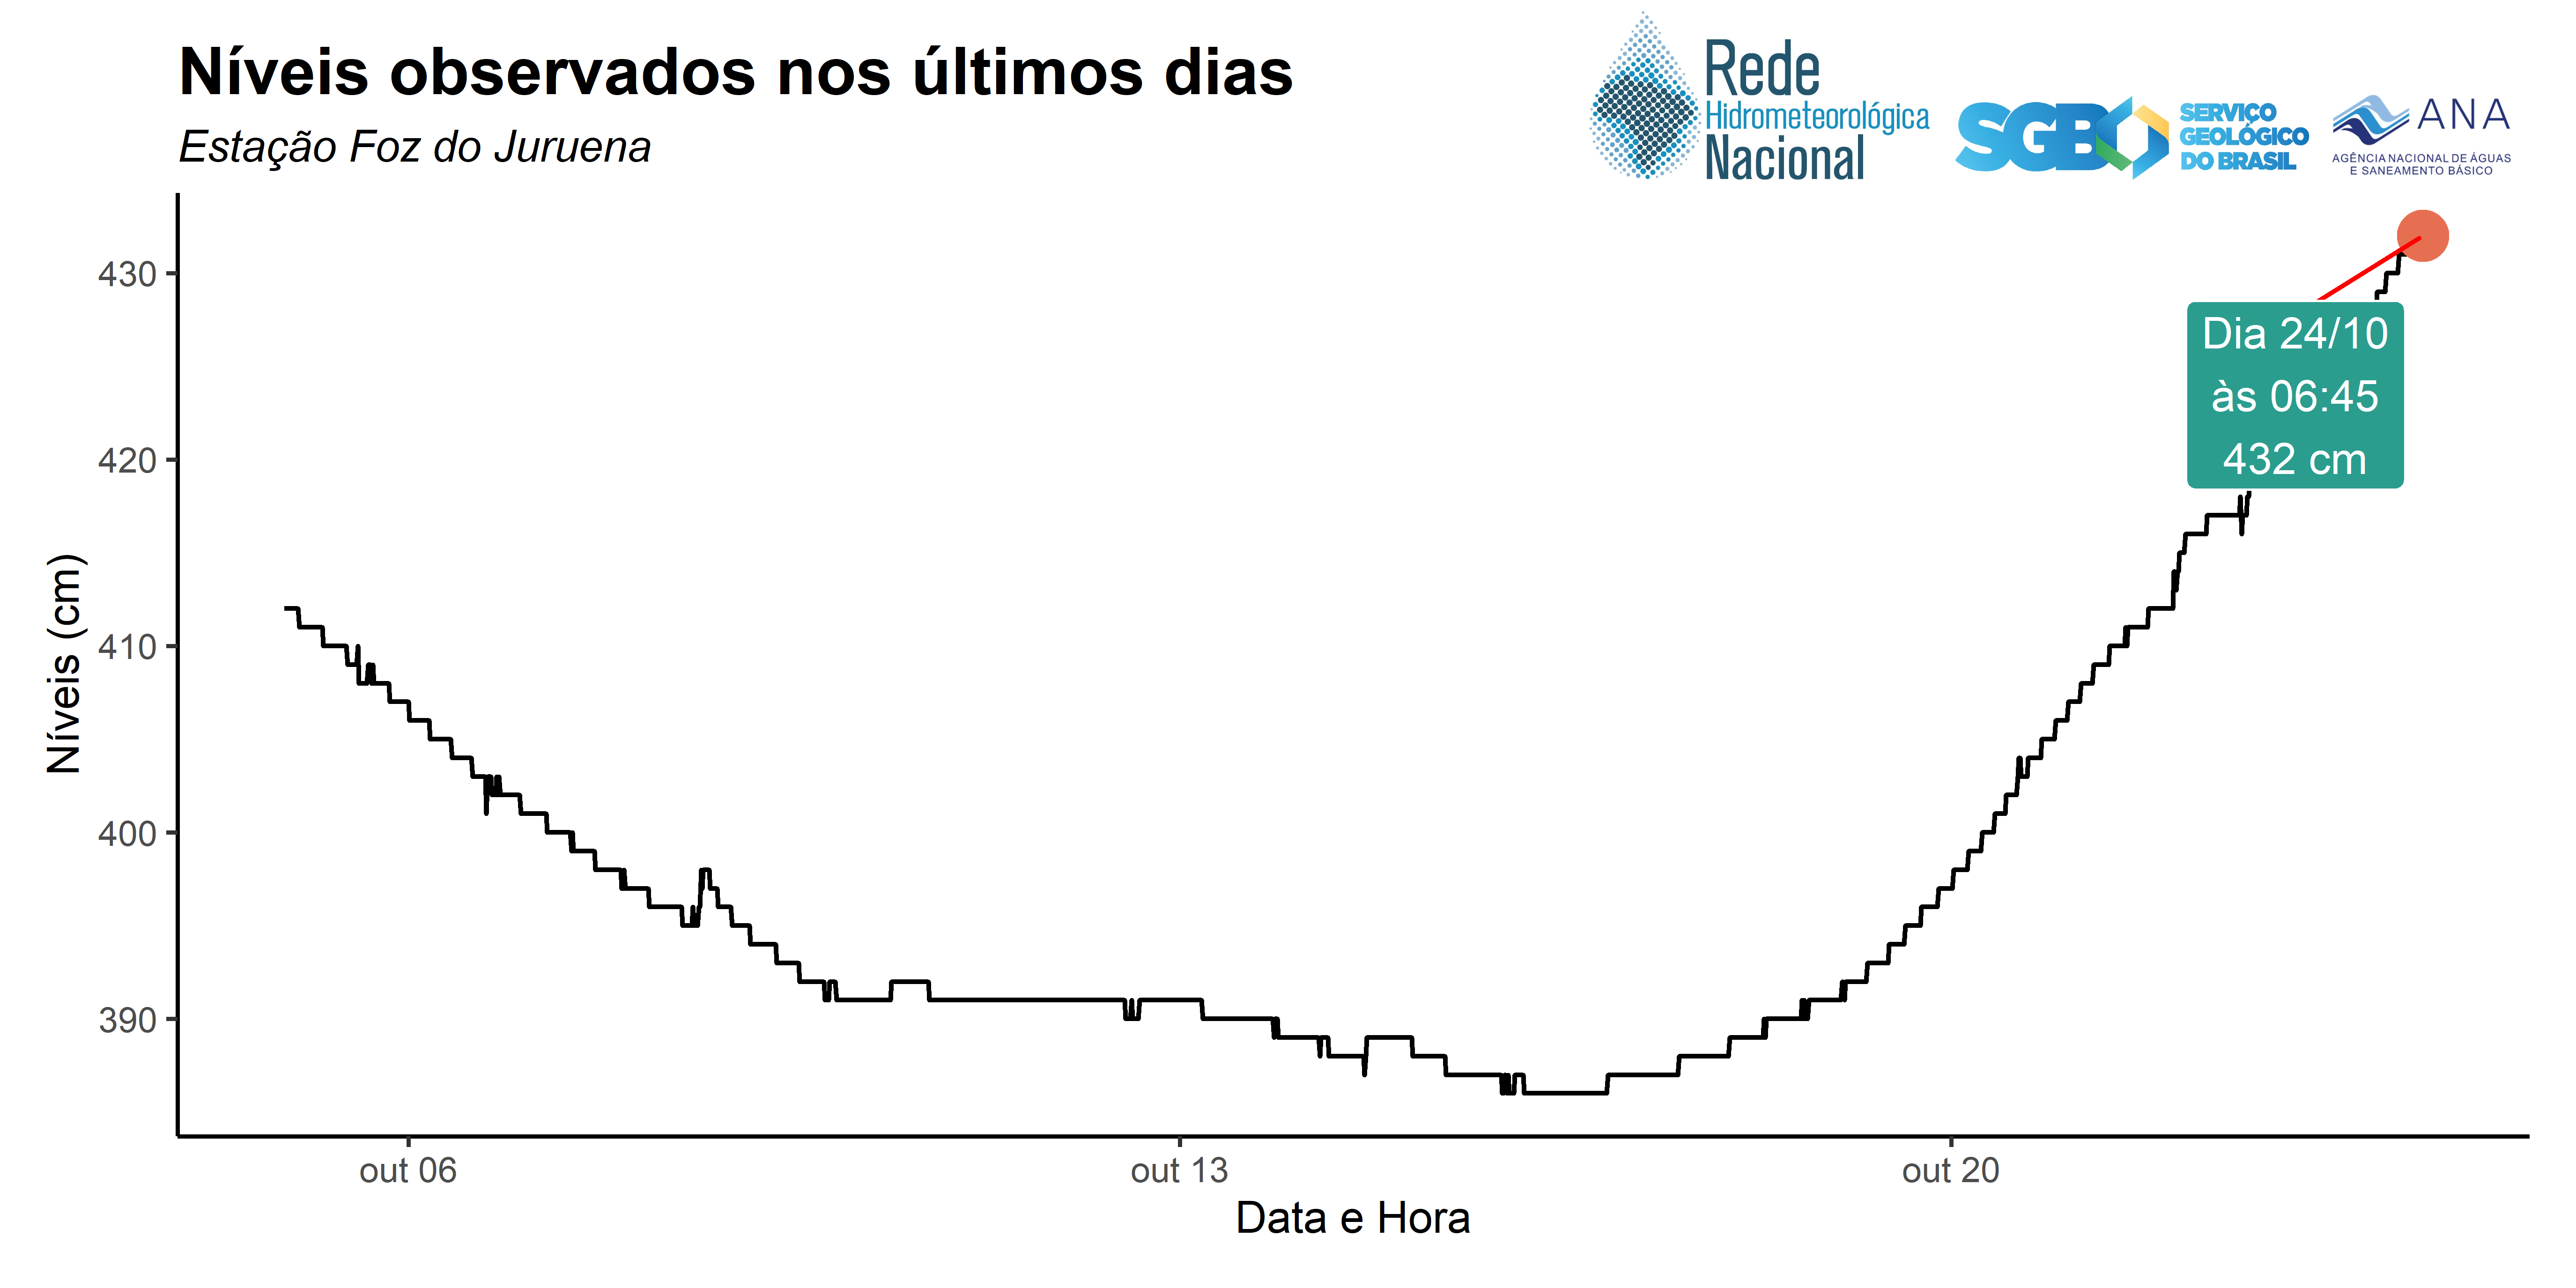 Níveis observados nos últimos dias
Estação Foz do Juruena
Rede
Hidrometeorológica
Nacional
SGB
SERVIÇO
GEOLÓGICO
DO BRASIL
ANA
AGÊNCIA NACIONAL DE ÁGUAS
E SANEAMENTO BÁSICO
430
420
410
400
390
Níveis (cm)
Dia 24/10
às 06:45
432 cm
out 06
out 13
out 20
Data e Hora